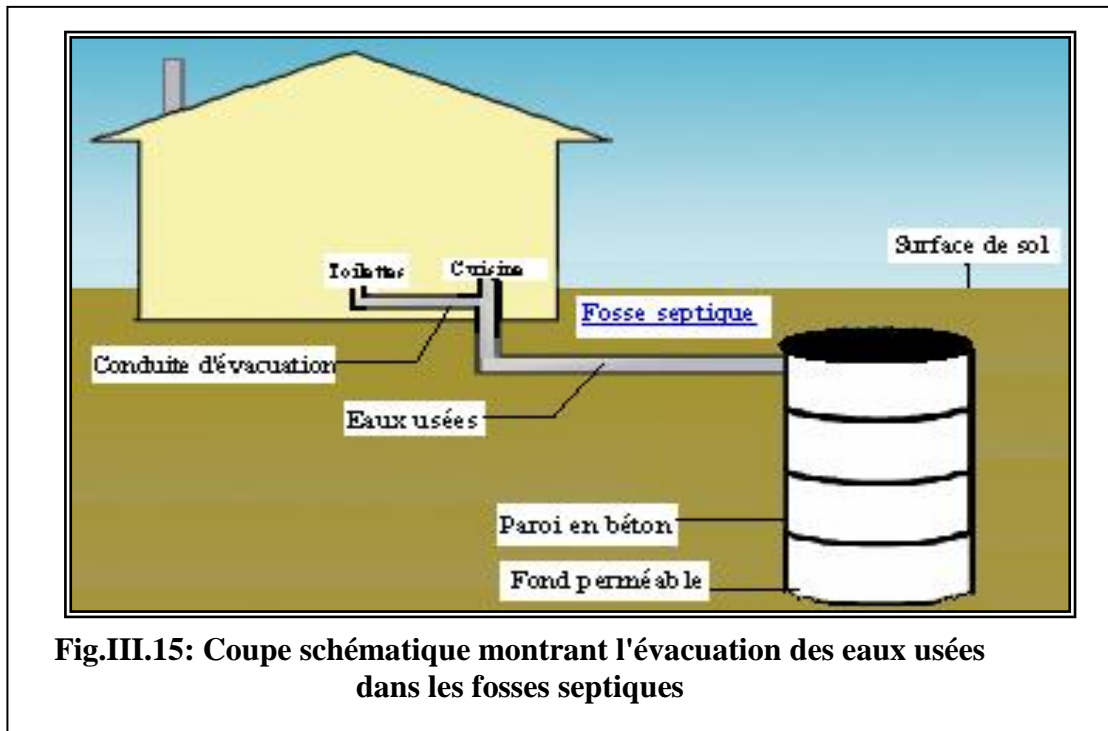 Surface de sol
Toilettes Cuisine
Fosse septique
Conduite d'évacuation
Eaux usées
Paroi en béton
Fond perméable
Fig.III.15: Coupe schématique montrant l'évacuation des eaux usées
dans les fosses septiques